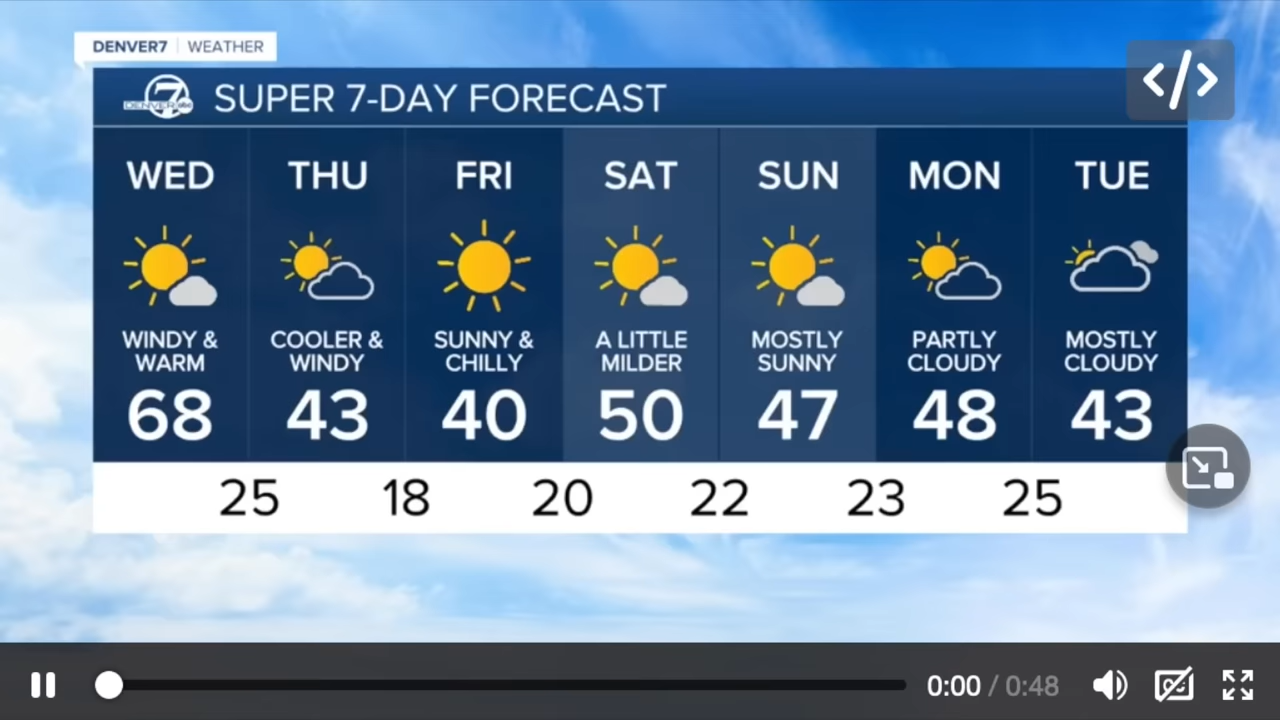 DENVER7 | WEATHER
</>
7
DENVER
SUPER 7-DAY FORECAST
WED THU FRI SAT SUN MON TUE
WINDY & WARM
COOLER & WINDY
SUNNY & CHILLY
A LITTLE MILDER
MOSTLY SUNNY
PARTLY CLOUDY
MOSTLY CLOUDY
68 43 40 50 47 48 43
25 18 20 22 23 25
0:00 / 0:48